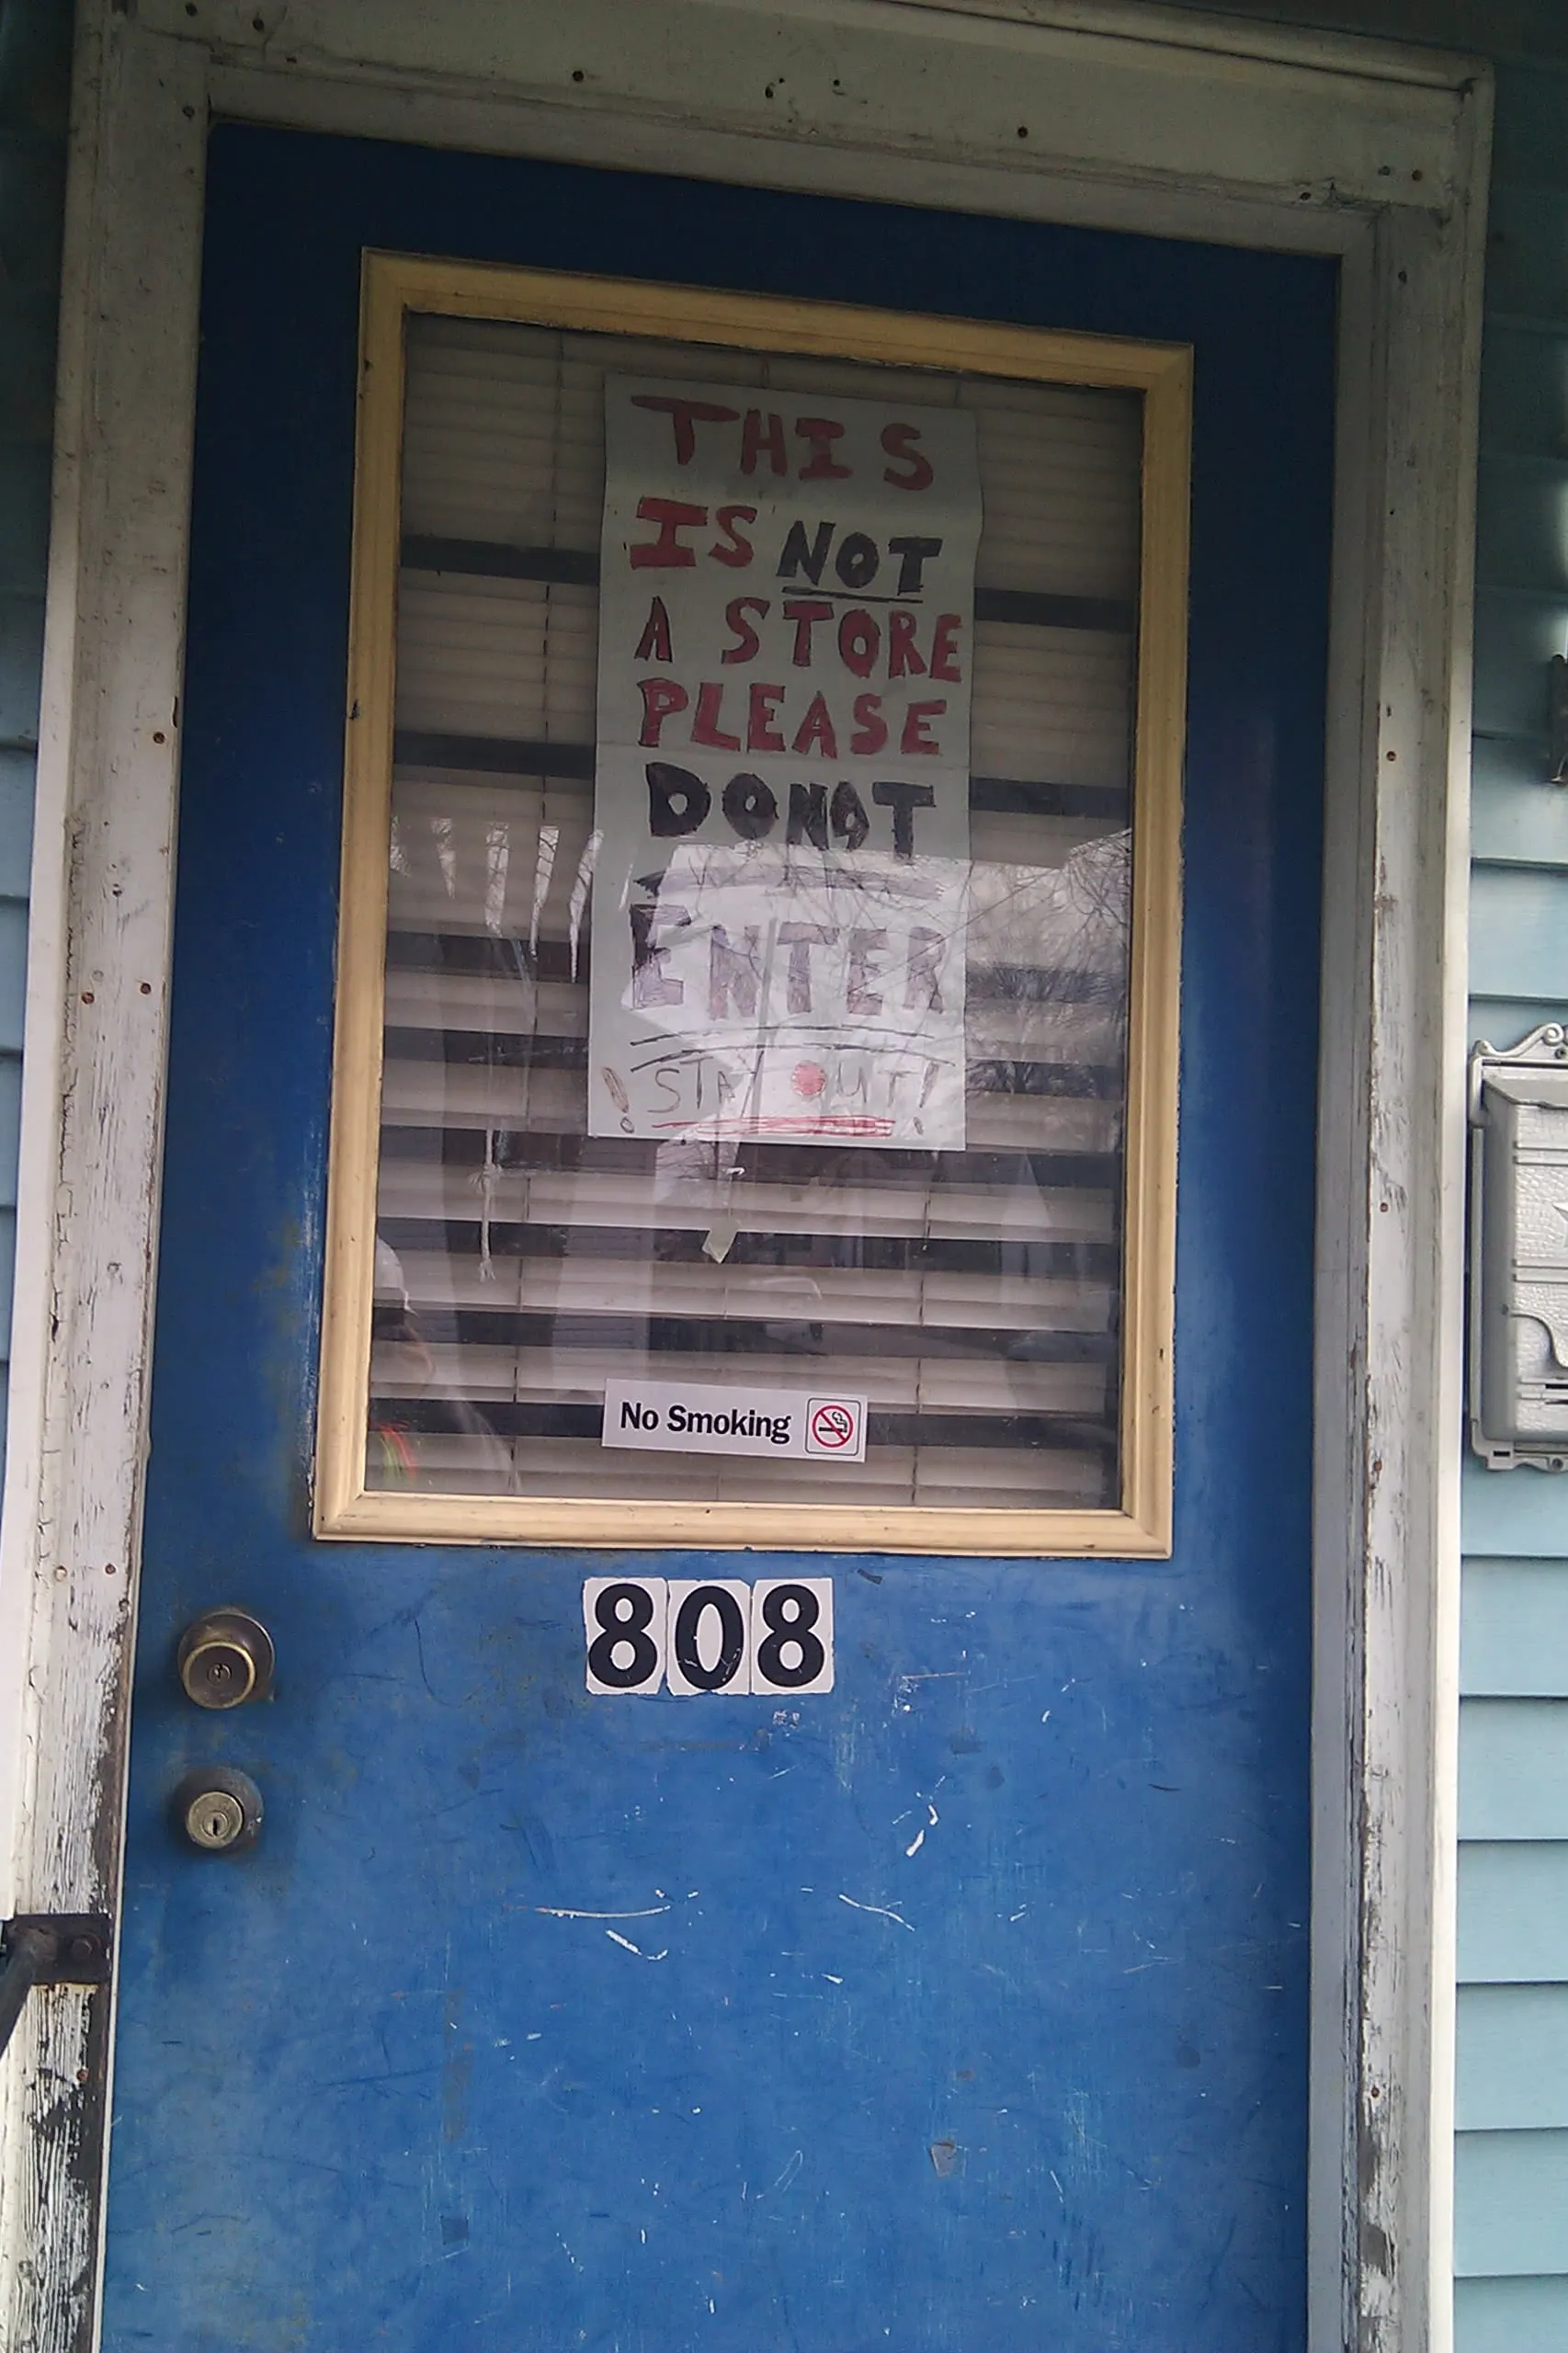 THIS
IS NOT
A STORE
PLEASE
DONOT
ENTER
! STAY OUT!
No Smoking
808